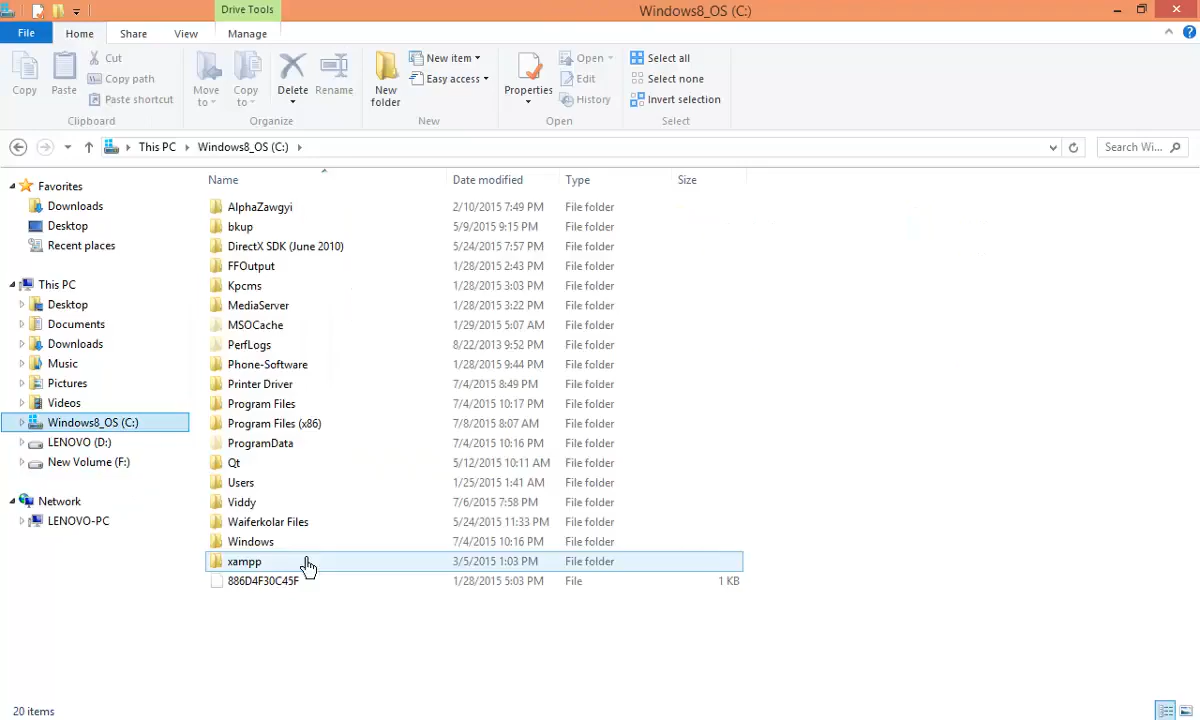 Drive Tools
Windows8_OS (C:)
File Home Share View Manage
Copy
Paste
Cut
Copy path
Paste shortcut
Clipboard
Move to
Copy to
Delete
Rename
Organize
New folder
New item
Easy access
New
Properties
Open
Edit
History
Open
Select all
Select none
Invert selection
Select
This PC Windows8_OS (C:)
Search Wi...
Favorites
Downloads
Desktop
Recent places
This PC
Desktop
Documents
Downloads
Music
Pictures
Videos
Windows8_OS (C:)
LENOVO (D:)
New Volume (F:)
Network
LENOVO-PC
Name Date modified Type Size
AlphaZawgyi 2/10/2015 7:49 PM File folder
bkup 5/9/2015 9:15 PM File folder
DirectX SDK (June 2010) 5/24/2015 7:57 PM File folder
FFOutput 1/28/2015 2:43 PM File folder
Kpcms 1/28/2015 3:03 PM File folder
MediaServer 1/28/2015 3:22 PM File folder
MSOCache 1/29/2015 5:07 AM File folder
PerfLogs 8/22/2013 9:52 PM File folder
Phone-Software 1/28/2015 9:44 PM File folder
Printer Driver 7/4/2015 8:49 PM File folder
Program Files 7/4/2015 10:17 PM File folder
Program Files (x86) 7/8/2015 8:07 AM File folder
ProgramData 7/4/2015 10:16 PM File folder
Qt 5/12/2015 10:11 AM File folder
Users 1/25/2015 1:41 AM File folder
Viddy 7/6/2015 7:58 PM File folder
Waiferkolar Files 5/24/2015 11:33 PM File folder
Windows 7/4/2015 10:16 PM File folder
xampp 3/5/2015 1:03 PM File folder
886D4F30C45F 1/28/2015 5:03 PM File 1 KB
20 items